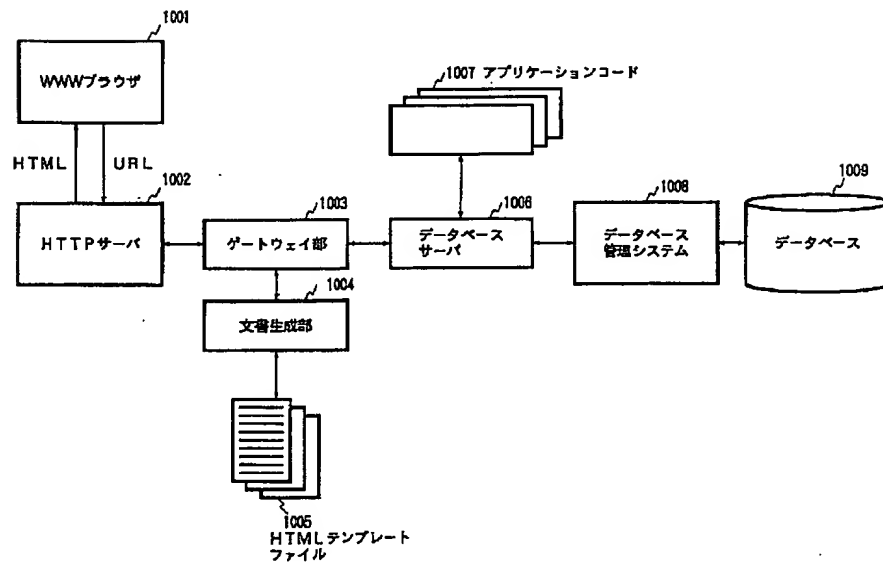 1001
WWWブラウザ
HTML
URL
1002
HTTPサーバ
1003
ゲートウェイ部
1004
文書生成部
1005
HTMLテンプレート
ファイル
1007 アプリケーションコード
1006
データベース
サーバ
1008
データベース
管理システム
1009
データベース